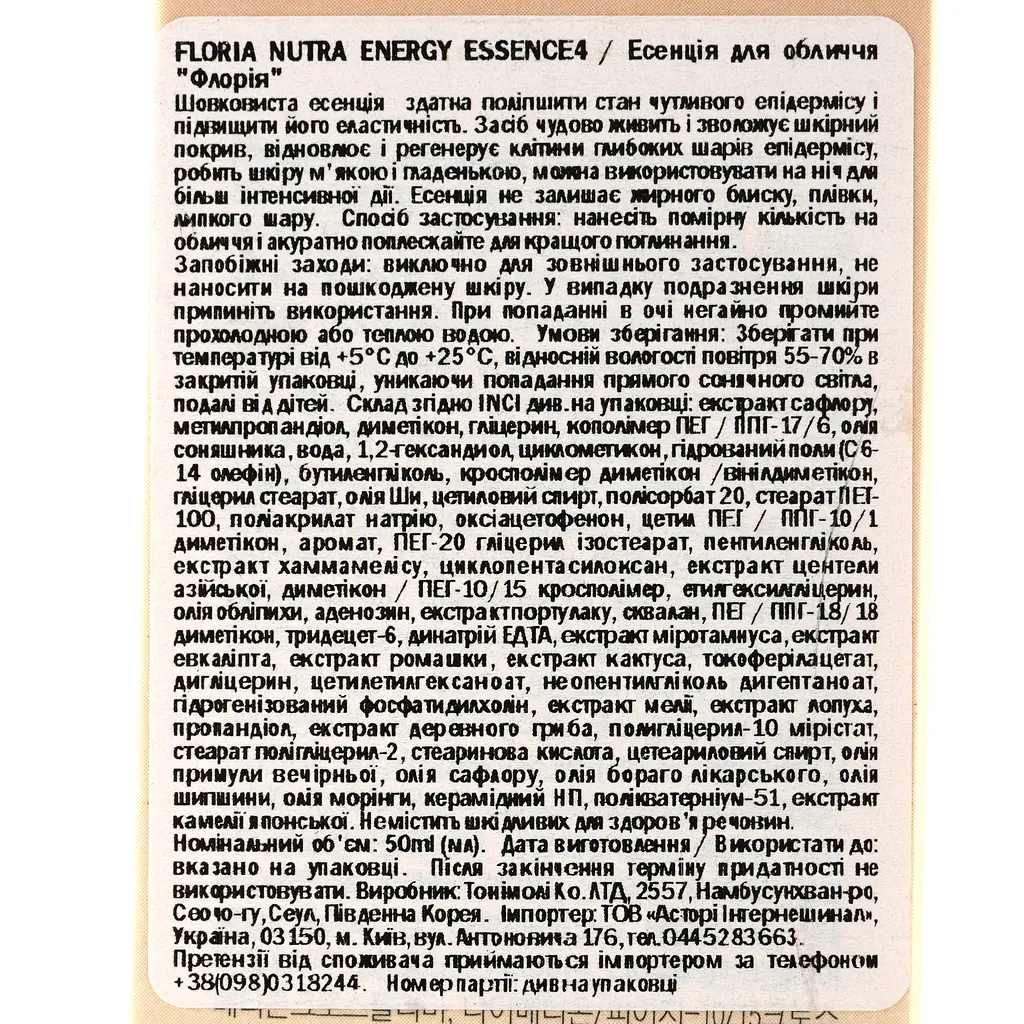 FLORIA NUTRA ENERGY ESSENCE4 / Есенція для обличчя
"Флорія"
Шовковиста есенція здатна поліпшити стан чутливого епідермісу і
підвищити його еластичність. Засіб чудово живить і зволожує шкірний
покрив, відновлює і регенерує клітини глибоких шарів епідермісу,
робить шкіру м'якою і гладенькою, можна використовувати на ніч для
більш інтенсивної дії. Есенція не залишає жирного блиску, плівки,
липкого шару. Спосіб застосування: нанесіть помірну кількість на
обличчя і акуратно поплескайте для кращого поглинання.
Запобіжні заходи: виключно для зовнішнього застосування, не
наносити на пошкоджену шкіру. У випадку подразнення шкіри
припиніть використання. При попаданні в очі негайно промийте
прохолодною або теплою водою. Умови зберігання: Зберігати при
температурі від +5°С до +25°С, відносній вологості повітря 55-70% в
закритій упаковці, уникаючи попадання прямого сонячного світла,
подалі від дітей. Склад згідно INCI див.на упаковці: екстракт сафлору,
метилпропандіол, диметікон, гліцерин, кополімер ПЕГ / ППГ-17/6, олія
соняшника, вода, 1,2-гександиол, циклометикон, гідрований поли (С6-
14 олефін), бутиленгліколь, кросполімер диметікон /вінілдиметікон,
гліцерил стеарат, олія Ши, цетиловий спирт, полісорбат 20, стеарат ПЕГ-
100, поліакрилат натрію, оксіацетофенон, цетил ПЕГ / ППГ-10/1
диметікон, аромат, ПЕГ-20 гліцерил ізостеарат, пентиленгліколь,
екстракт хаммамелісу, циклопентасилоксан, екстракт центели
азійської, диметікон / ПЕГ-10/15 кросполімер, етилгексилгліцерин,
олія обліпихи, аденозин, екстракт портулаку, сквалан, ПЕГ / ППГ-18/ 18
диметікон, тридецет-6, динатрій ЕДТА, екстракт міротамнуса, екстракт
евкаліпта, екстракт ромашки, екстракт кактуса, токоферілацетат,
дигліцерин, цетилетилгексаноат, неопентилгліколь дигептаноат,
гідрогенізований фосфатидилхолін, екстракт мелії, екстракт лопуха,
пропандіол, екстракт деревного гриба, полигліцерил-10 мірістат,
стеарат полігліцерил-2, стеаринова кислота, цетеариловий спирт, олія
примули вечірньої, олія сафлору, олія бораго лікарського, олія
шипшини, олія морінги, керамідний НП, полікватерніум-51, екстракт
камелії японської. Не містить шкідливих для здоров'я речовин.
Номінальний об'єм: 50ml (мл). Дата виготовлення / Використати до:
вказано на упаковці. Після закінчення терміну придатності не
використовувати. Виробник: Тонімолі Ко. ЛТД, 2557, Намбусунхван-ро,
Сеочо-гу, Сеул, Південна Корея. Імпортер: ТОВ «Асторі Інтернешинал»,
Україна, 03150, м. Київ, вул. Антоновича 176, тел.0445283663.
Претензії від споживача приймаються імпортером за телефоном
+38(098)0318244. Номер партії: див на упаковці